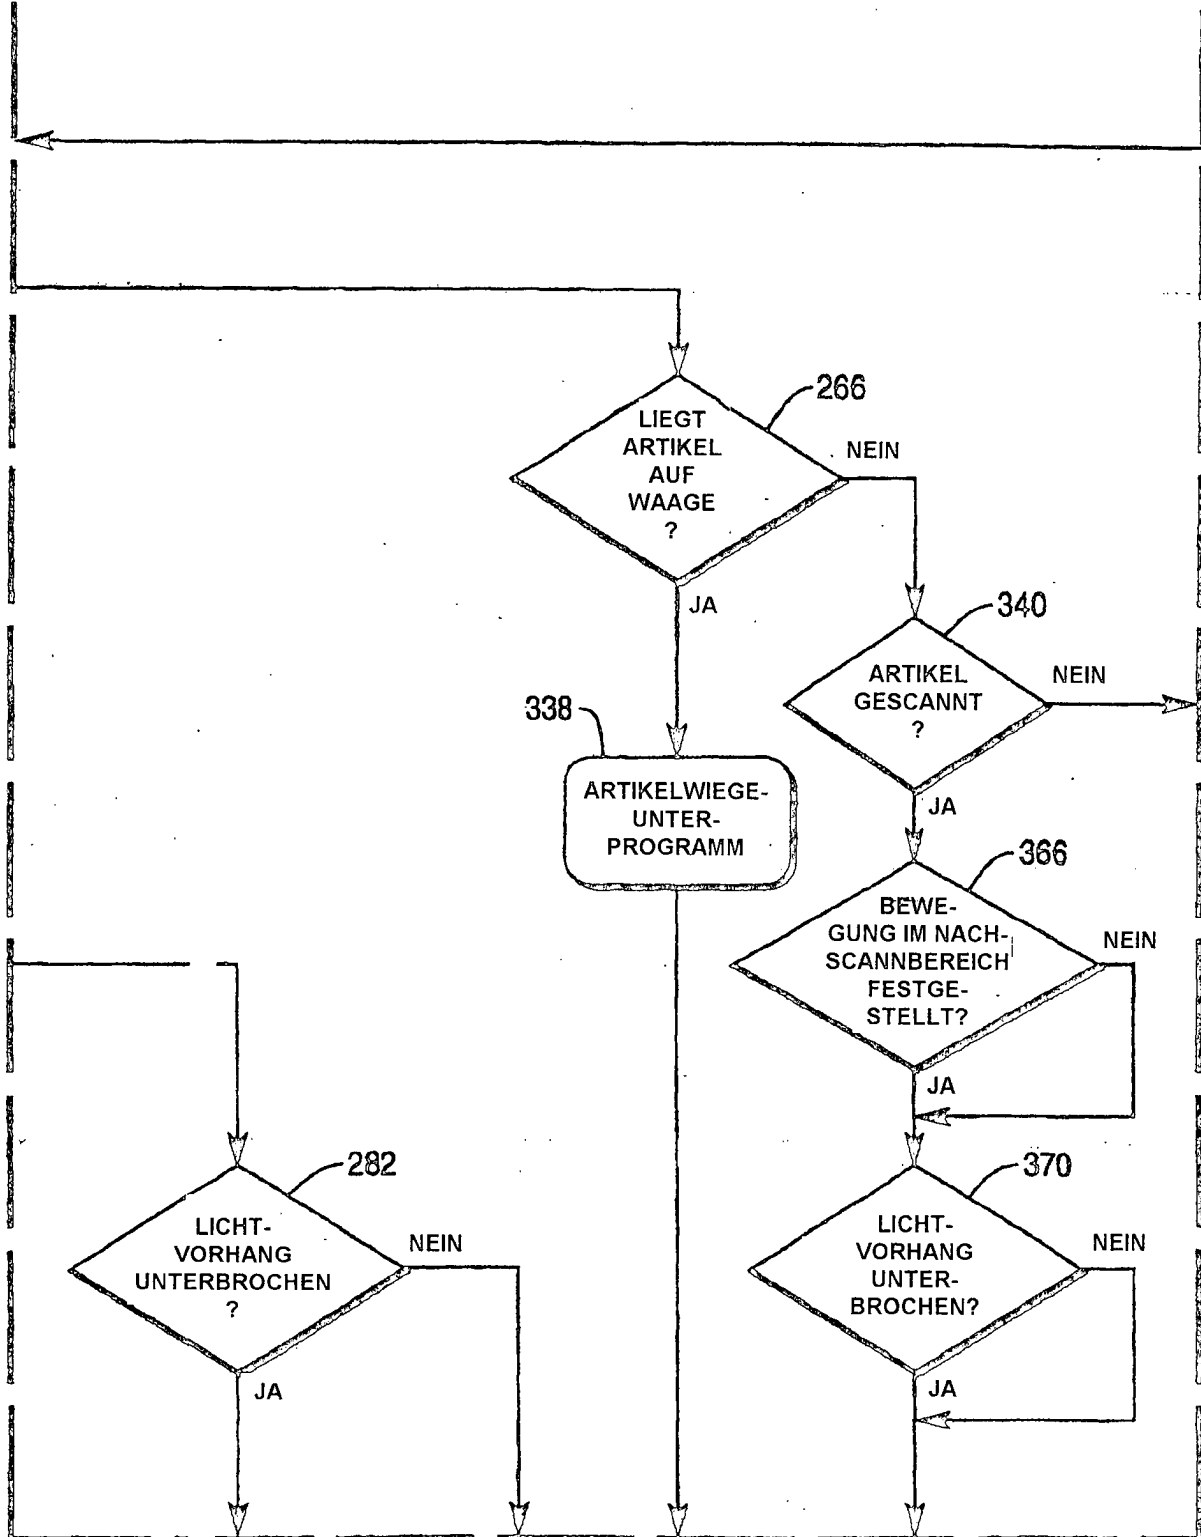 266
LIEGT
ARTIKEL
AUF
WAAGE
?
NEIN
JA
340
ARTIKEL
GESCANNT
?
NEIN
JA
338
ARTIKELWIEGE-
UNTER-
PROGRAMM
366
BEWE-
GUNG IM NACH-
SCANNBEREICH
FESTGE-
STELLT?
NEIN
JA
282
LICHT-
VORHANG
UNTERBROCHEN
?
NEIN
JA
370
LICHT-
VORHANG
UNTER-
BROCHEN?
NEIN
JA